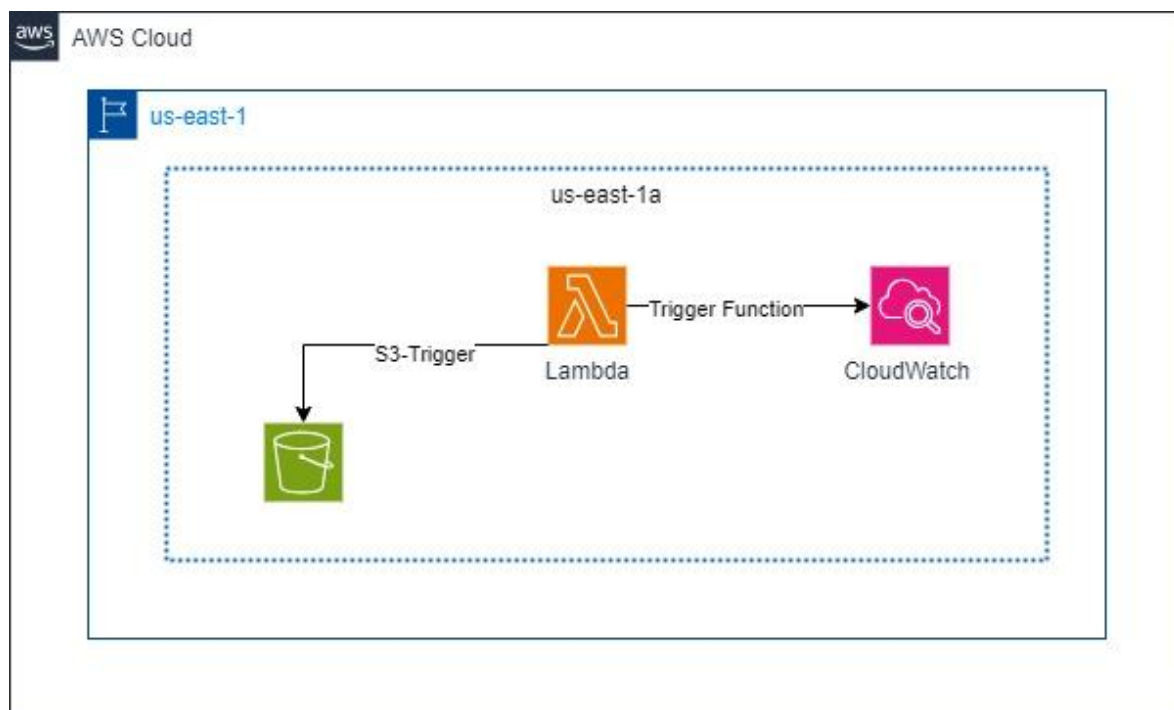 aws
AWS Cloud
us-east-1
us-east-1a
Trigger Function
S3-Trigger
Lambda
CloudWatch